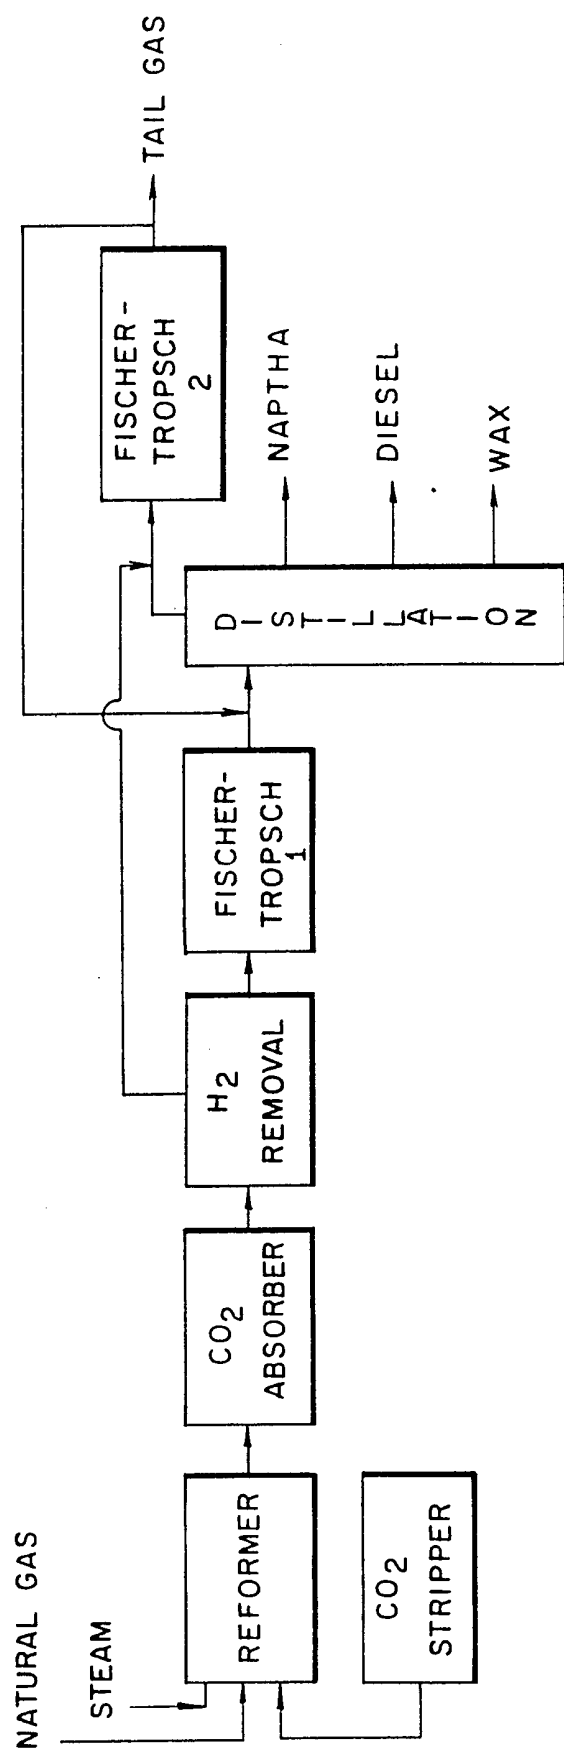 NATURAL GAS
STEAM
REFORMER
CO2
STRIPPER
CO2
ABSORBER
H2
REMOVAL
FISCHER-
TROPSCH
1
DISTILLATION
FISCHER-
TROPSCH
2
TAIL GAS
NAPTHA
DIESEL
WAX